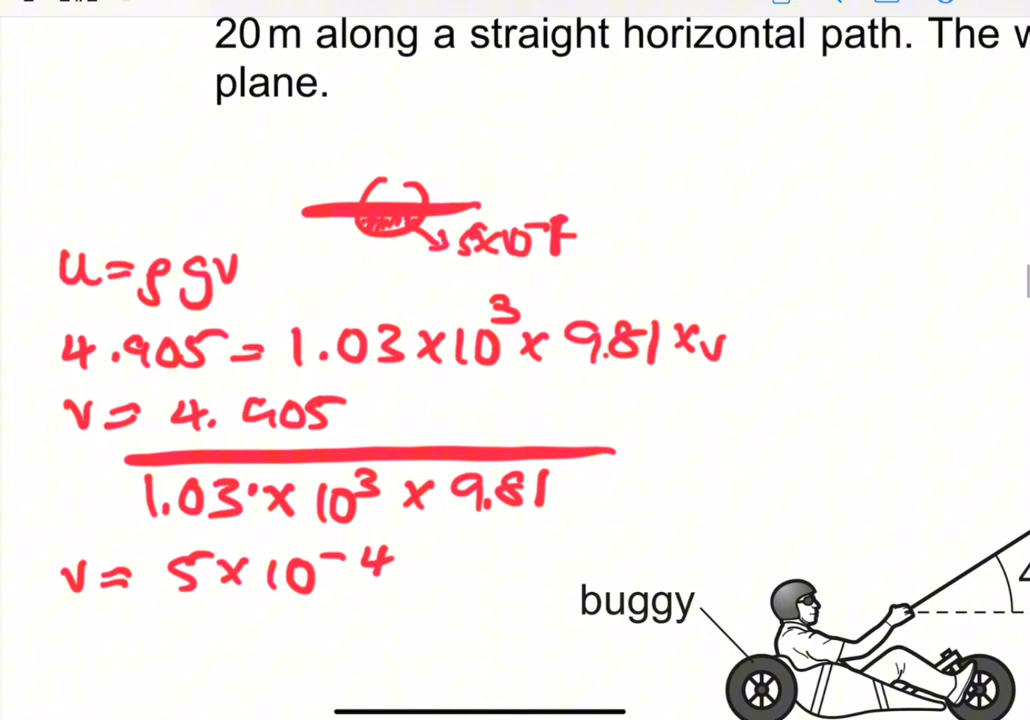 20 m along a straight horizontal path. The
plane.
5×10⁻⁴
u=ρgv
4.905 = 1.03×10³× 9.81 × v
v = 4.905
1.03 × 10³ × 9.81
v = 5 × 10⁻⁴
buggy